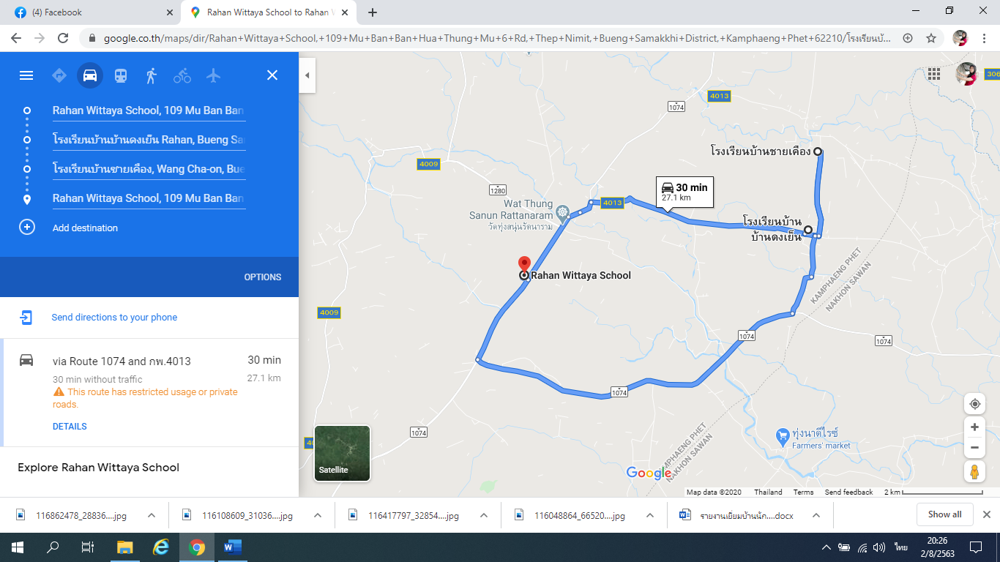 (4) Facebook
Rahan Wittaya School to Rahan W
google.co.th/maps/dir/Rahan+Wittaya+School,+109+Mu+Ban+Ban+Hua+Thung+Mu+6+Rd,+Thep+Nimit,+Bueng+Samakkhi+District,+Kamphaeng+Phet+62210/โรงเรียนบ้...
Rahan Wittaya School, 109 Mu Ban Ban
โรงเรียนบ้านบ้านดงเย็น Rahan, Bueng Sa
โรงเรียนบ้านชายเคือง, Wang Cha-on, Bue
Rahan Wittaya School, 109 Mu Ban Ban
Add destination
OPTIONS
Send directions to your phone
via Route 1074 and กพ.4013
30 min
30 min without traffic
27.1 km
This route has restricted usage or private
roads.
DETAILS
Explore Rahan Wittaya School
4013
306
1074
โรงเรียนบ้านชายเคือง
4009
30 min
27.1 km
1280
Wat Thung
Sanun Rattanaram
วัดทุ่งสนุ่นรัตนาราม
4013
โรงเรียนบ้าน
บ้านดงเย็น
Rahan Wittaya School
KAMPHAENG PHET
NAKHON SAWAN
4009
1074
1074
1074
1074
40
ทุ่งนาดีไรซ์
Farmers' market
KAMPHAENG PHET
NAKHON SAWAN
Satellite
Google
Map data ©2020
Thailand
Terms
Send feedback
2 km
116862478_28836....jpg
116108609_31036....jpg
116417797_32854....jpg
116048864_66520....jpg
รายงานเยี่ยมบ้านนัก....docx
Show all
ไทย
20:26
2/8/2563